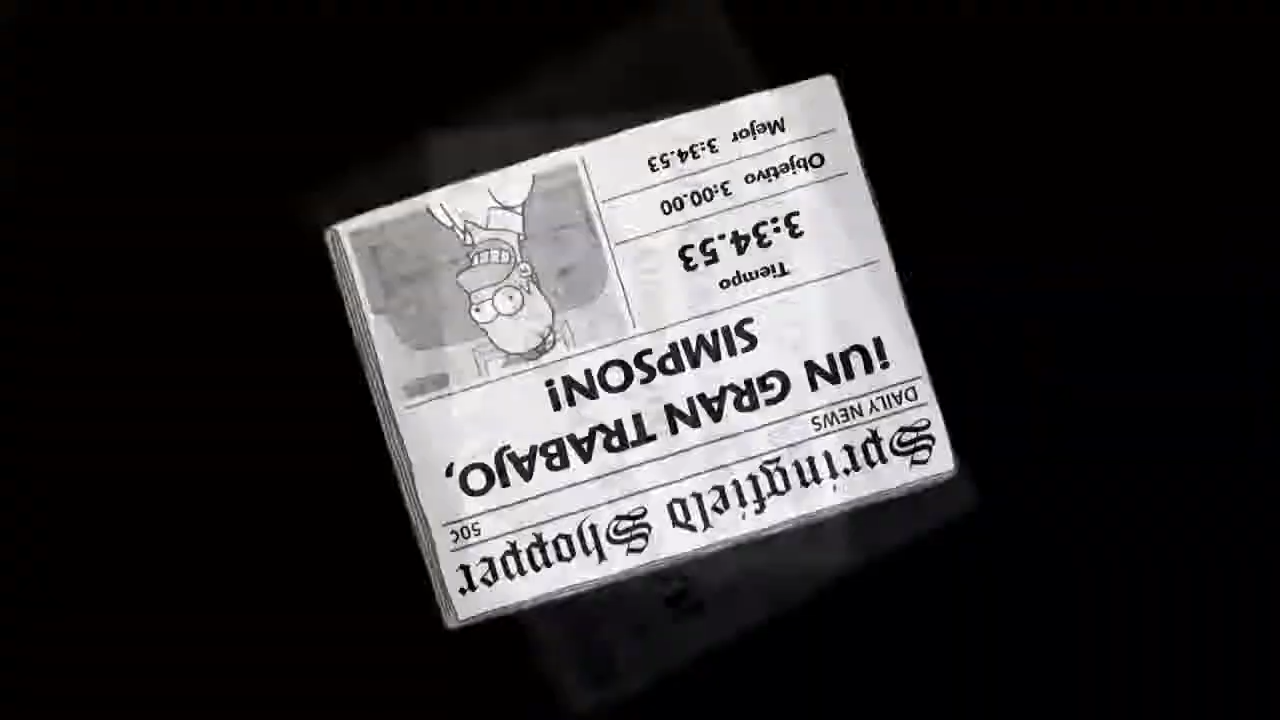 Springfield Shopper
DAILY NEWS 50¢
¡UN GRAN TRABAJO,
SIMPSON!
Tiempo
3:34.53
Objetivo 3:00.00
Mejor 3:34.53